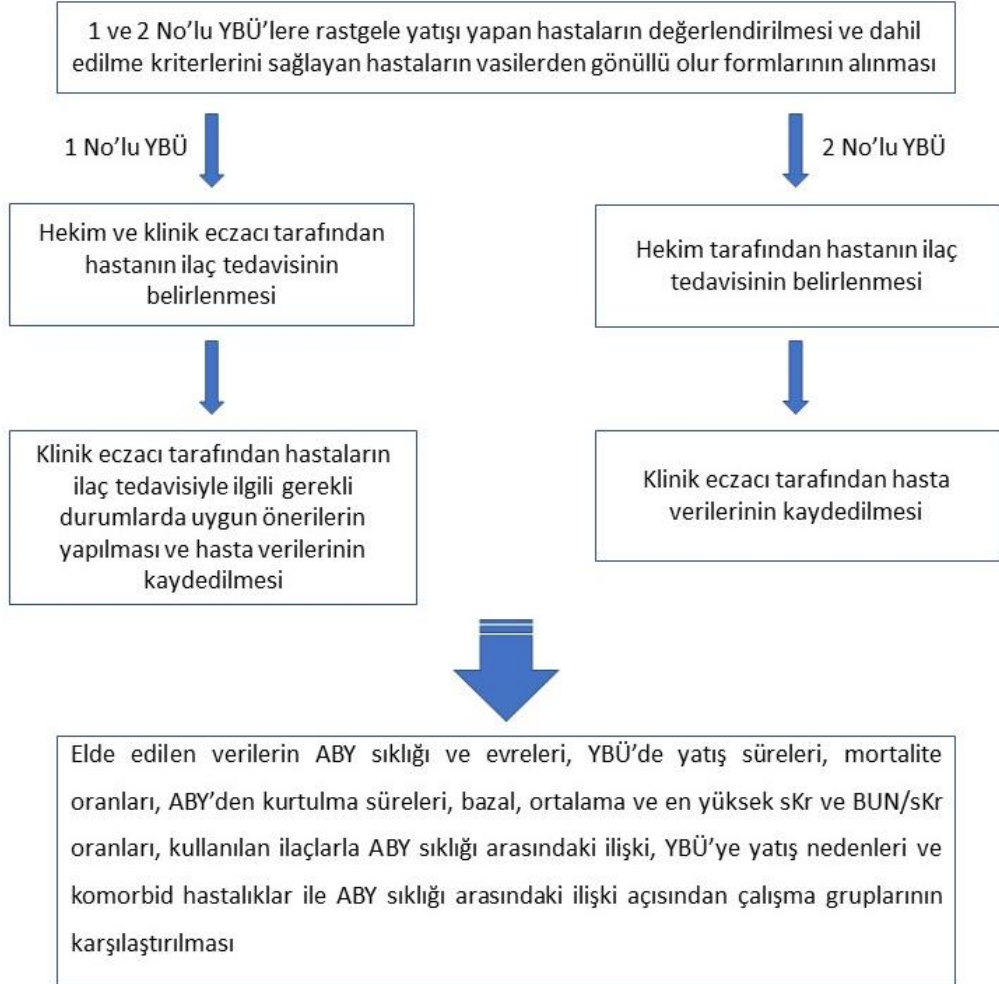 1 ve 2 No’lu YBÜ’lere rastgele yatışı yapan hastaların değerlendirilmesi ve dahil
edilme kriterlerini sağlayan hastaların vasilerden gönüllü olur formlarının alınması
1 No’lu YBÜ
2 No’lu YBÜ
Hekim ve klinik eczacı tarafından
hastanın ilaç tedavisinin
belirlenmesi
Hekim tarafından hastanın ilaç
tedavisinin belirlenmesi
Klinik eczacı tarafından hastaların
ilaç tedavisiyle ilgili gerekli
durumlarda uygun önerilerin
yapılması ve hasta verilerinin
kaydedilmesi
Klinik eczacı tarafından hasta
verilerinin kaydedilmesi
Elde edilen verilerin ABY sıklığı ve evreleri, YBÜ’de yatış süreleri, mortalite
oranları, ABY’den kurtulma süreleri, bazal, ortalama ve en yüksek sKr ve BUN/sKr
oranları, kullanılan ilaçlarla ABY sıklığı arasındaki ilişki, YBÜ’ye yatış nedenleri ve
komorbid hastalıklar ile ABY sıklığı arasındaki ilişki açısından çalışma gruplarının
karşılaştırılması